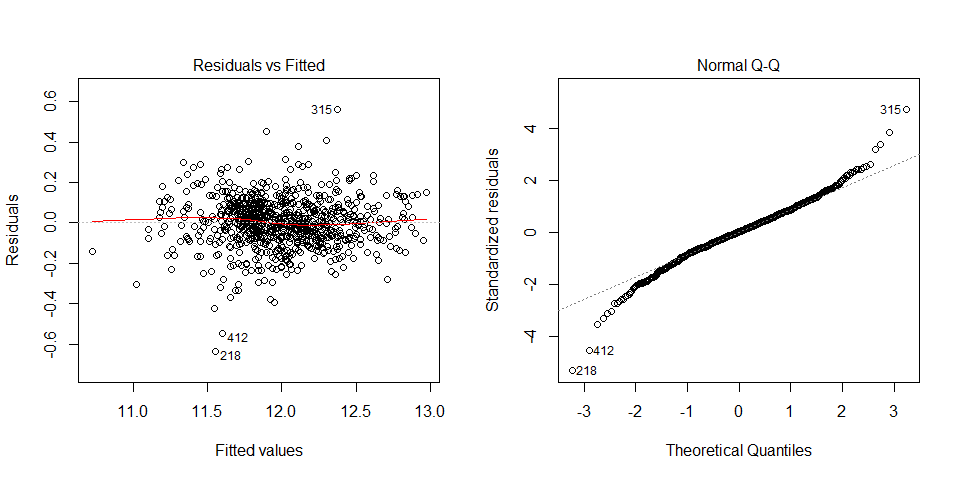 Residuals vs Fitted
Residuals
0.6
0.4
0.2
0.0
-0.2
-0.4
-0.6
315
412
218
11.0 11.5 12.0 12.5 13.0
Fitted values
Normal Q-Q
Standardized residuals
4
2
0
-2
-4
315
412
218
-3 -2 -1 0 1 2 3
Theoretical Quantiles